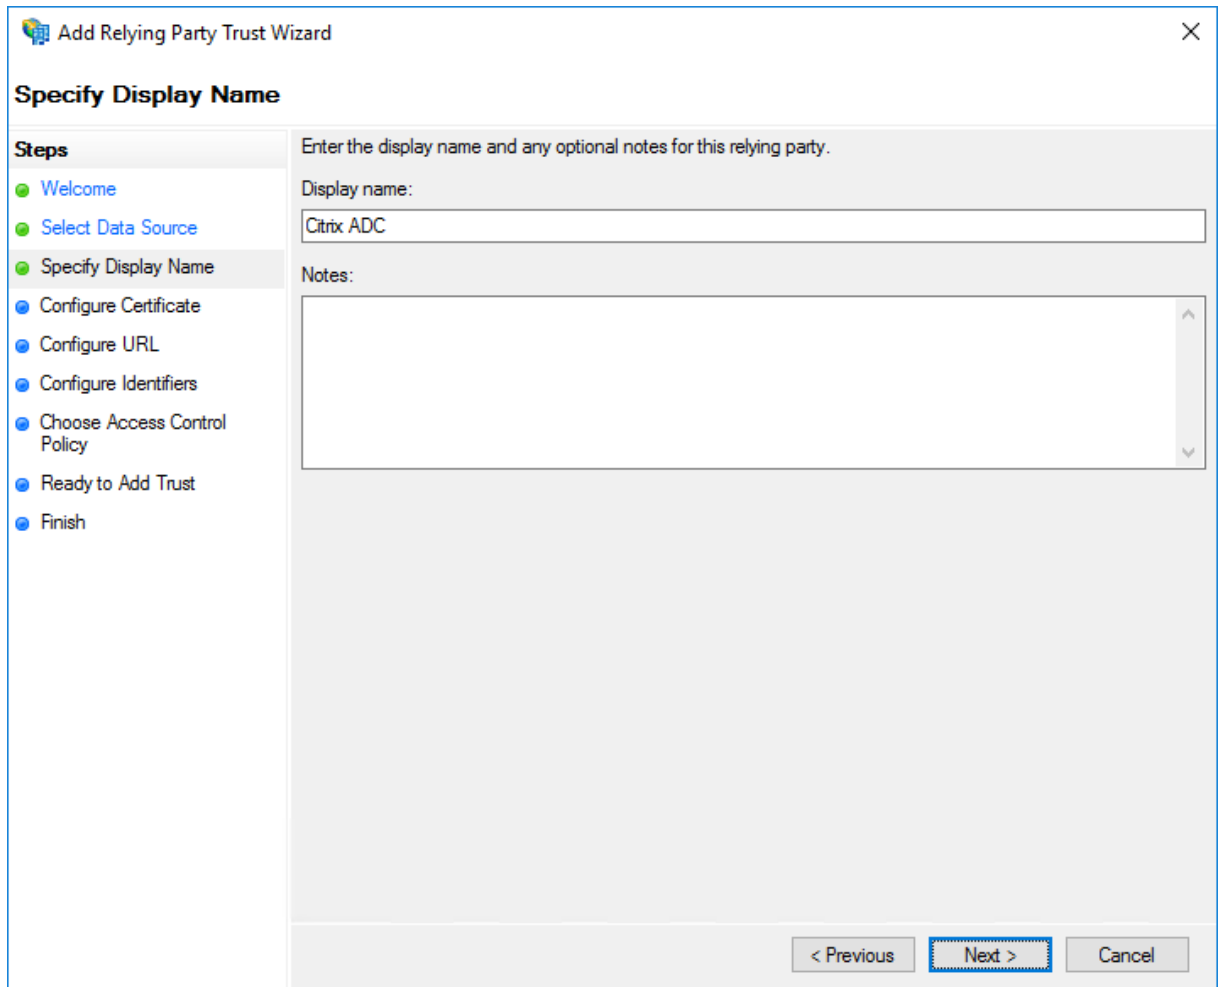 Add Relying Party Trust Wizard
Specify Display Name
Steps
Welcome
Select Data Source
Specify Display Name
Configure Certificate
Configure URL
Configure Identifiers
Choose Access Control
Policy
Ready to Add Trust
Finish
Enter the display name and any optional notes for this relying party.
Display name:
Citrix ADC
Notes:
< Previous
Next >
Cancel